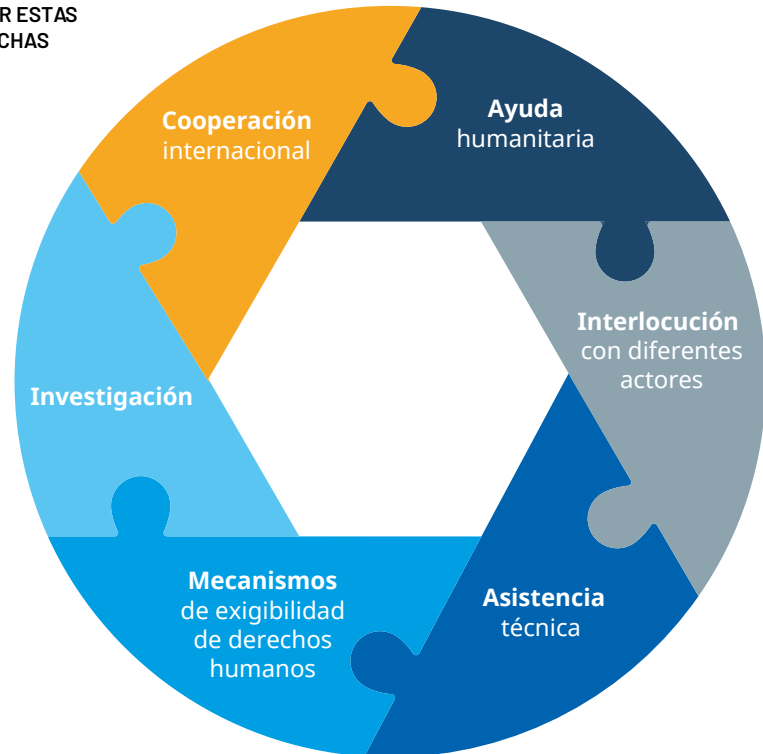 R ESTAS
CHAS
Cooperación
internacional
Ayuda
humanitaria
Interlocución
con diferentes
actores
Investigación
Mecanismos
de exigibilidad
de derechos
humanos
Asistencia
técnica